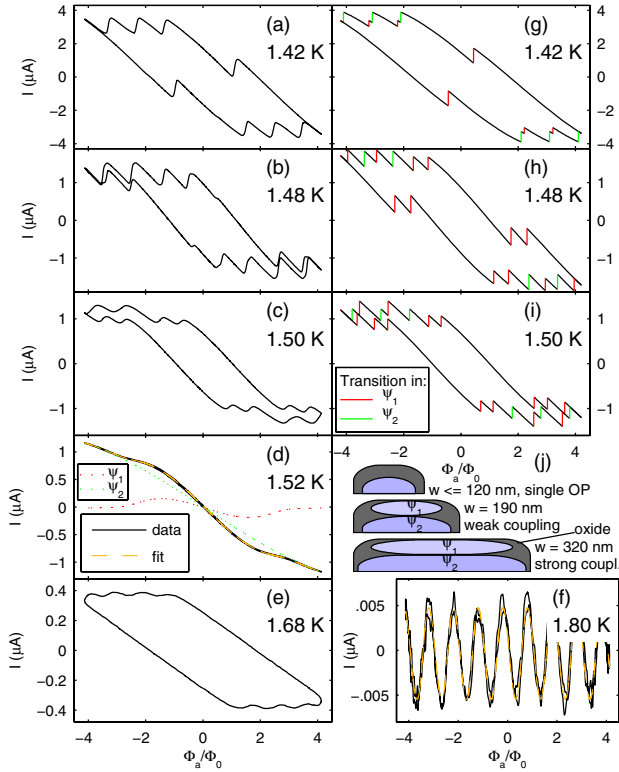 (a)
1.42 K
I (μA)
4
2
0
−2
−4
(g)
1.42 K
4
2
0
−2
−4
(b)
1.48 K
I (μA)
1
0
−1
(h)
1.48 K
1
0
−1
(c)
1.50 K
I (μA)
1
0
−1
(i)
1.50 K
1
0
−1
Transition in:
ψ1
ψ2
−4 −2 0 2 4
Φa/Φ0
(d)
1.52 K
I (μA)
1
0.5
0
−0.5
−1
ψ1
ψ2
data
fit
(j)
w <= 120 nm, single OP
ψ1
ψ2
w = 190 nm
weak coupling
oxide
ψ1
ψ2
w = 320 nm
strong coupl.
(e)
1.68 K
I (μA)
0.4
0.2
0
−0.2
−0.4
−4 −2 0 2 4
Φa/Φ0
(f)
1.80 K
I (μA)
.005
0
−.005
−4 −2 0 2 4
Φa/Φ0